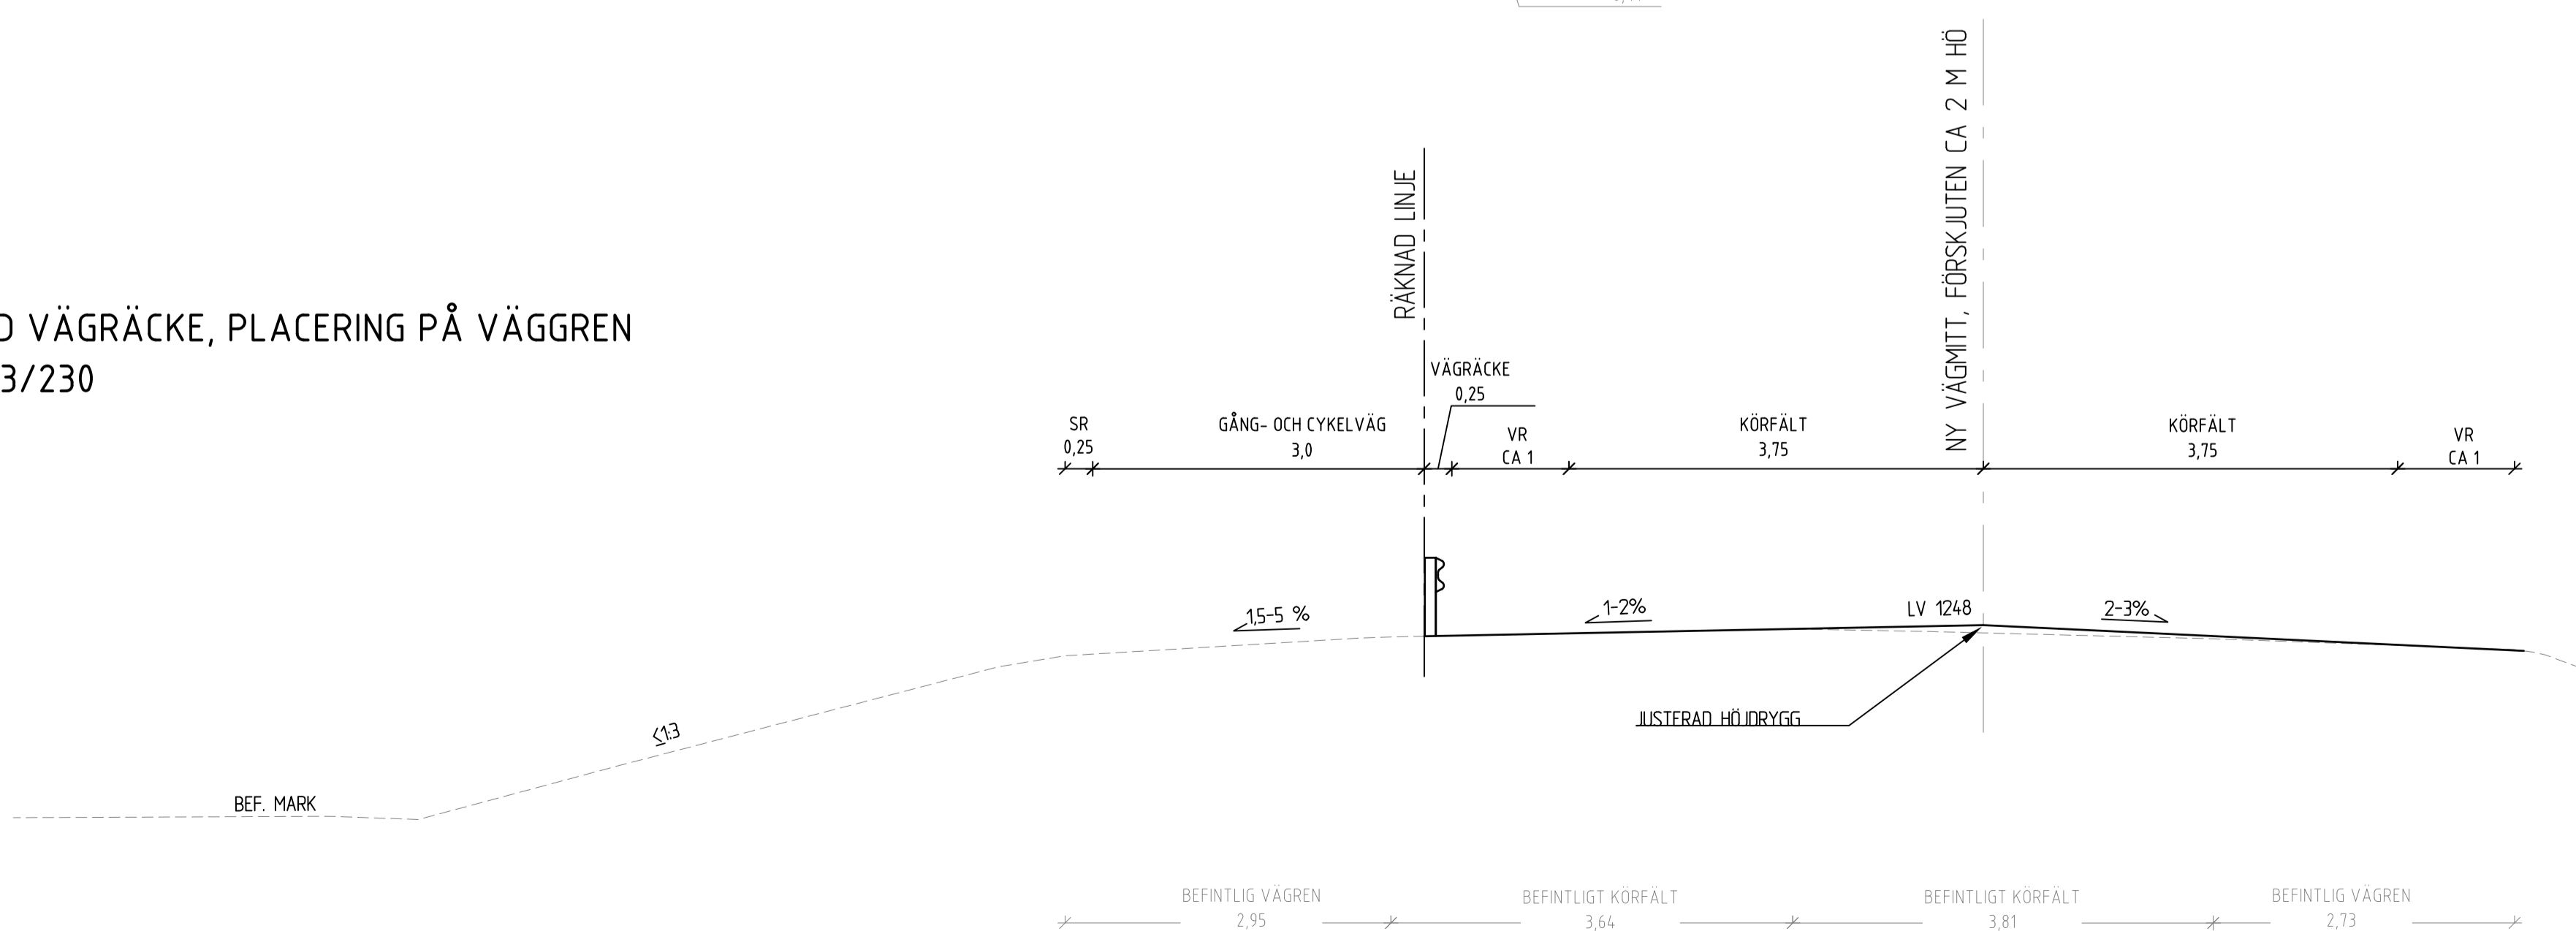 NY VÄGMITT, FÖRSKJUTEN CA 2 M HÖ
RÄKNAD LINJE
VÄGRÄCKE, PLACERING PÅ VÄGGREN
3/230
VÄGRÄCKE
0,25
SR
0,25
GÅNG- OCH CYKELVÄG
3,0
VR
CA 1
KÖRFÄLT
3,75
KÖRFÄLT
3,75
VR
CA 1
1,5-5 %
1-2%
LV 1248
2-3%
JUSTERAD HÖJDRYGG
≤1:3
BEF. MARK
BEFINTLIG VÄGREN
2,95
BEFINTLIGT KÖRFÄLT
3,64
BEFINTLIGT KÖRFÄLT
3,81
BEFINTLIG VÄGREN
2,73